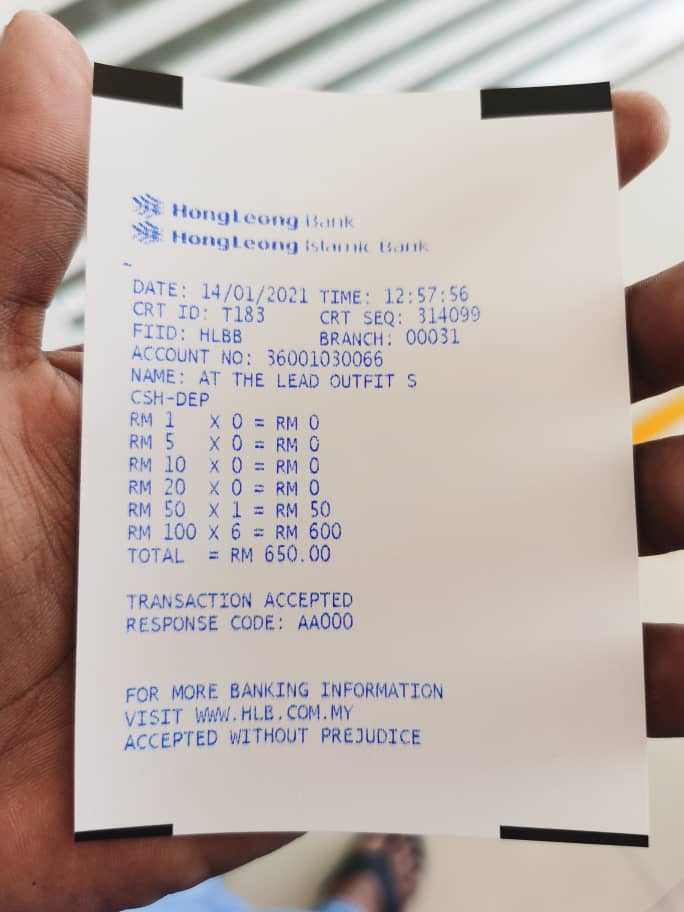 HongLeong Bank
HongLeong Islamic Bank
~
DATE: 14/01/2021 TIME: 12:57:56
CRT ID: T183 CRT SEQ: 314099
FIID: HLBB BRANCH: 00031
ACCOUNT NO: 36001030066
NAME: AT THE LEAD OUTFIT S
CSH-DEP
RM 1 X 0 = RM 0
RM 5 X 0 = RM 0
RM 10 X 0 = RM 0
RM 20 X 0 = RM 0
RM 50 X 1 = RM 50
RM 100 X 6 = RM 600
TOTAL = RM 650.00
TRANSACTION ACCEPTED
RESPONSE CODE: AA000
FOR MORE BANKING INFORMATION
VISIT WWW.HLB.COM.MY
ACCEPTED WITHOUT PREJUDICE